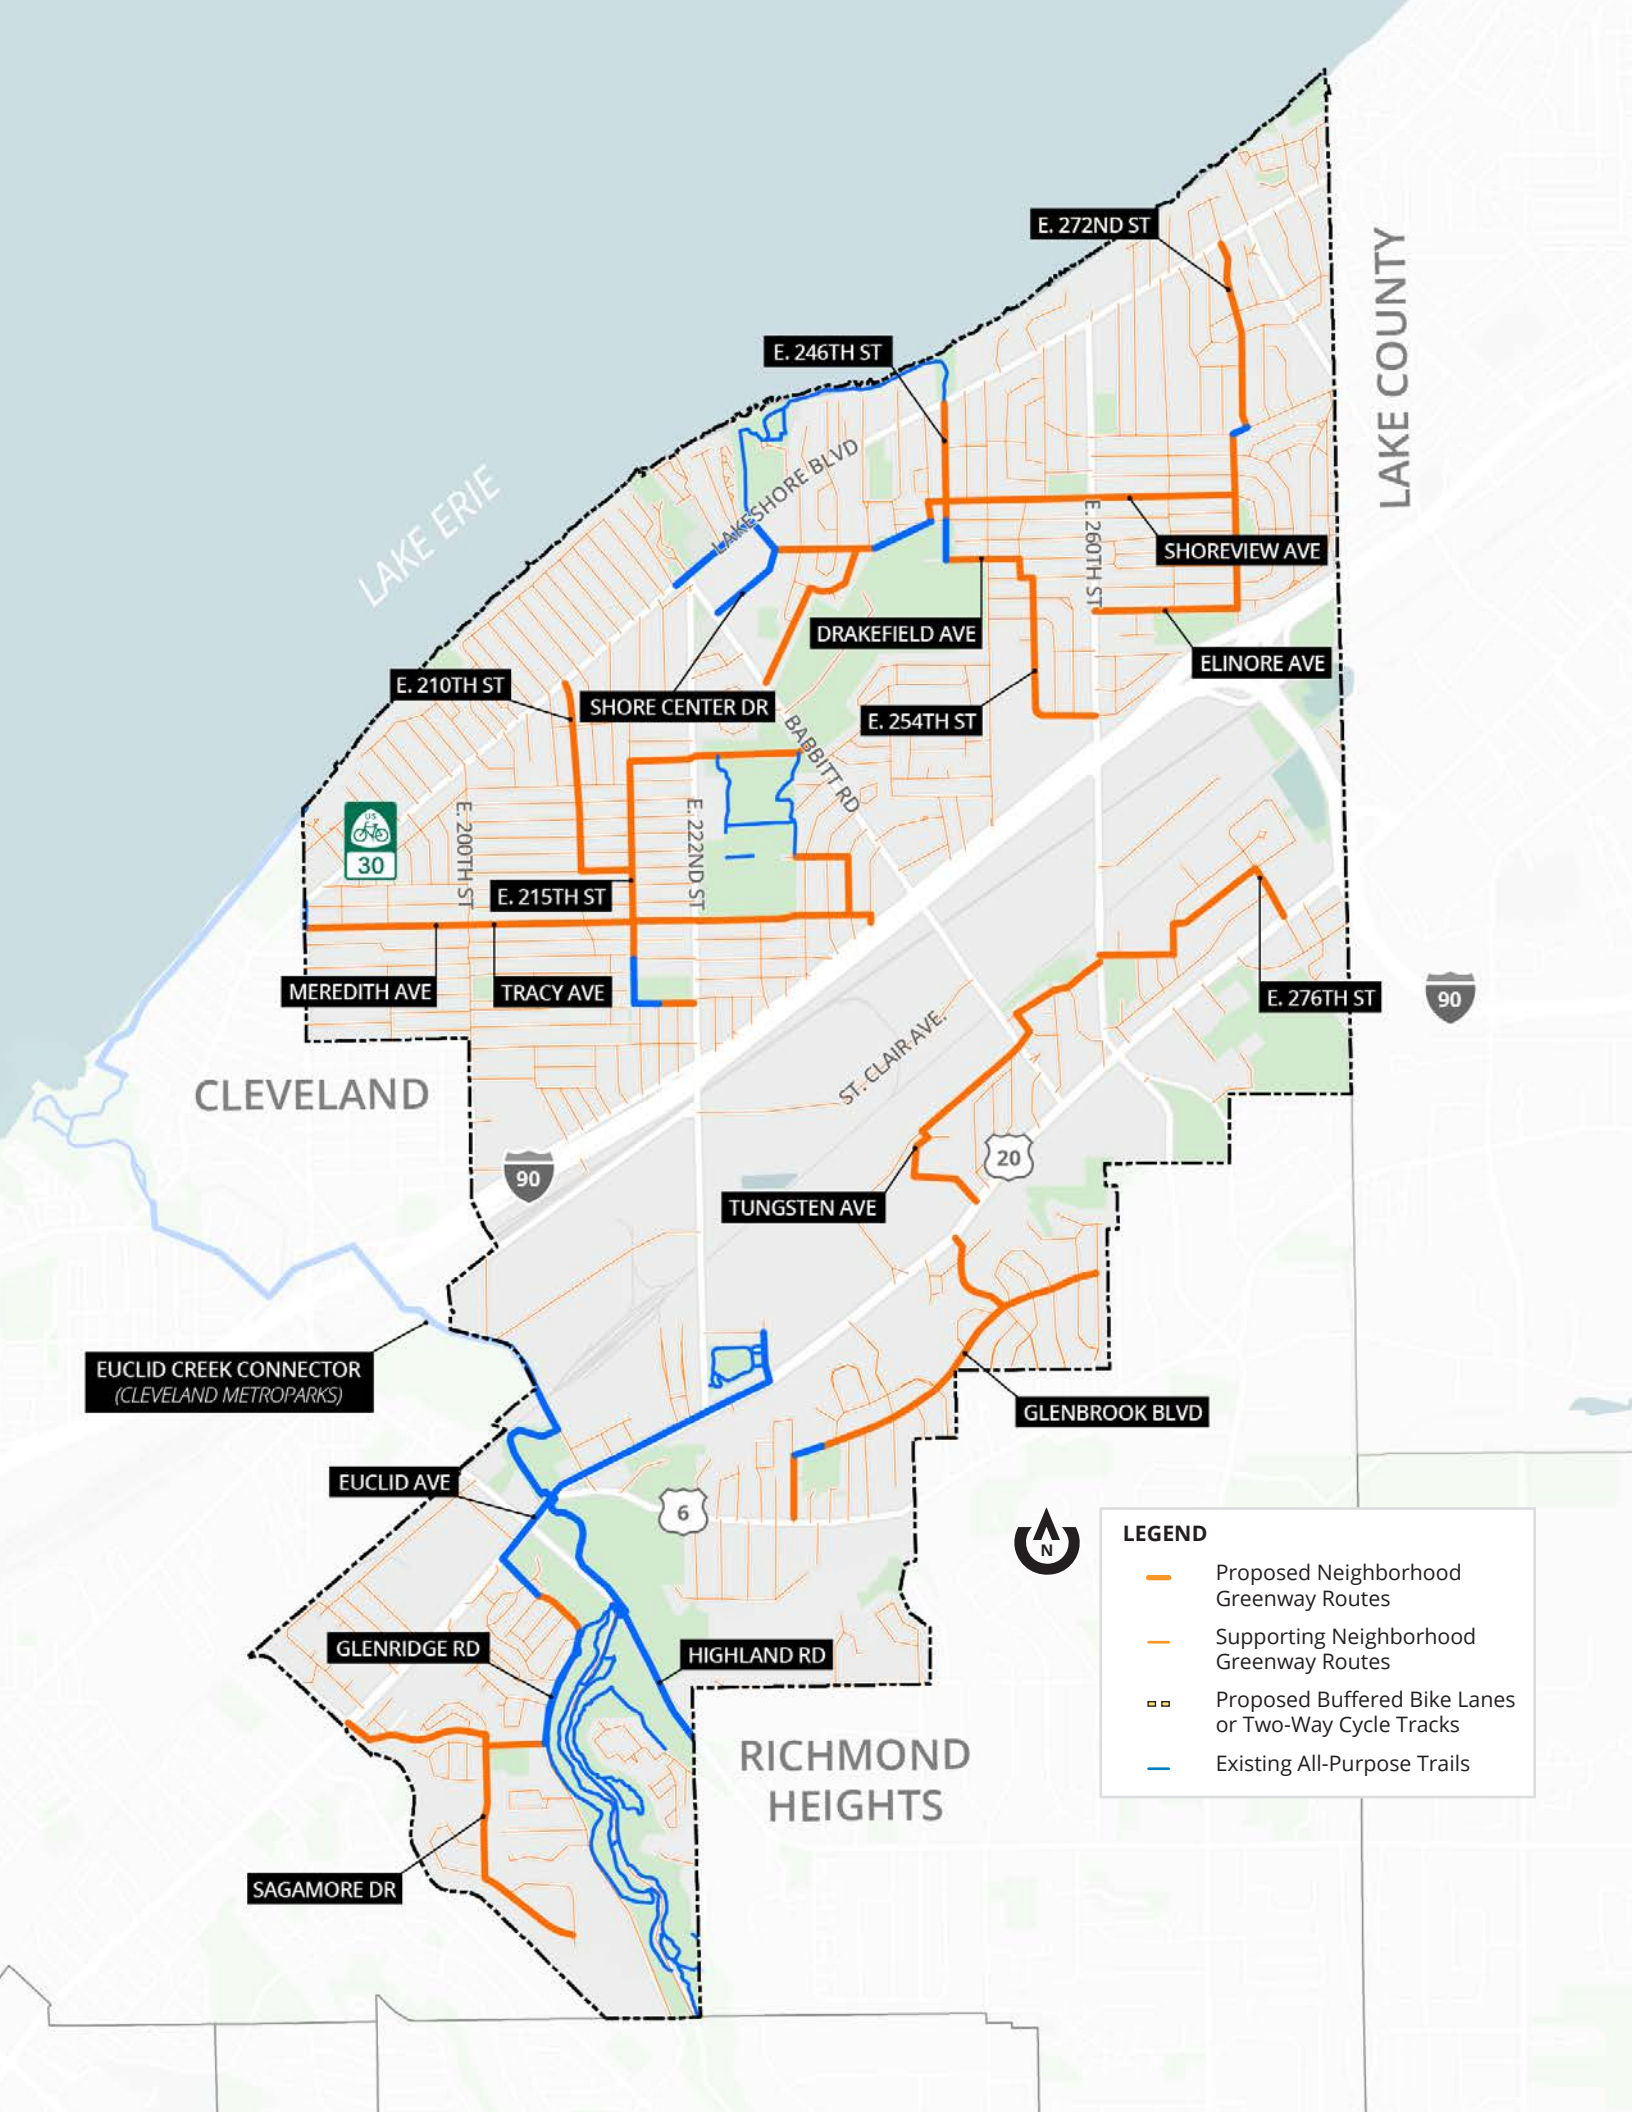 E. 272ND ST
LAKE COUNTY
E. 246TH ST
LAKESHORE BLVD
LAKE ERIE
E. 260TH ST
SHOREVIEW AVE
DRAKEFIELD AVE
ELINORE AVE
E. 210TH ST
SHORE CENTER DR
E. 254TH ST
BABBITT RD
US
30
E. 200TH ST
E. 222ND ST
E. 215TH ST
MEREDITH AVE
TRACY AVE
E. 276TH ST
90
ST. CLAIR AVE.
CLEVELAND
20
90
TUNGSTEN AVE
EUCLID CREEK CONNECTOR
(CLEVELAND METROPARKS)
GLENBROOK BLVD
EUCLID AVE
6
GLENRIDGE RD
HIGHLAND RD
RICHMOND
HEIGHTS
SAGAMORE DR
N
LEGEND
Proposed Neighborhood
Greenway Routes
Supporting Neighborhood
Greenway Routes
Proposed Buffered Bike Lanes
or Two-Way Cycle Tracks
Existing All-Purpose Trails